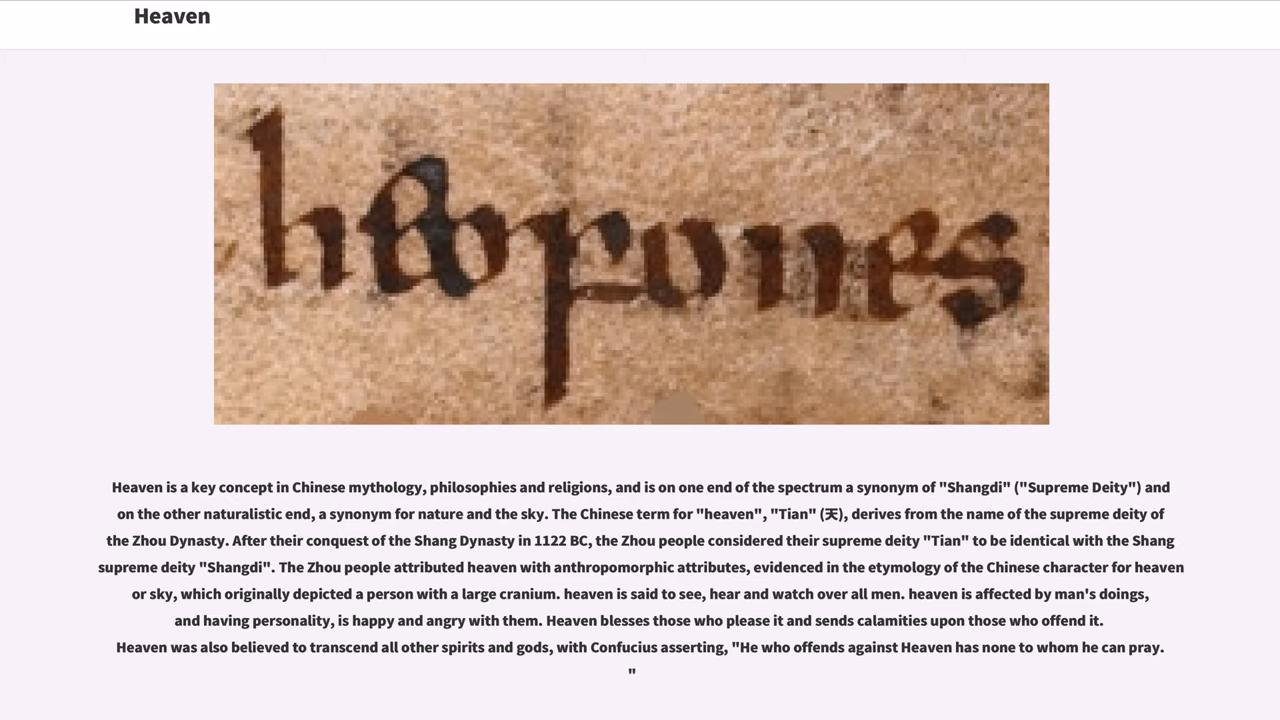 Heaven
heofones
Heaven is a key concept in Chinese mythology, philosophies and religions, and is on one end of the spectrum a synonym of "Shangdi" ("Supreme Deity") and
on the other naturalistic end, a synonym for nature and the sky. The Chinese term for "heaven", "Tian" (天), derives from the name of the supreme deity of
the Zhou Dynasty. After their conquest of the Shang Dynasty in 1122 BC, the Zhou people considered their supreme deity "Tian" to be identical with the Shang
supreme deity "Shangdi". The Zhou people attributed heaven with anthropomorphic attributes, evidenced in the etymology of the Chinese character for heaven
or sky, which originally depicted a person with a large cranium. heaven is said to see, hear and watch over all men. heaven is affected by man's doings,
and having personality, is happy and angry with them. Heaven blesses those who please it and sends calamities upon those who offend it.
Heaven was also believed to transcend all other spirits and gods, with Confucius asserting, "He who offends against Heaven has none to whom he can pray.
"